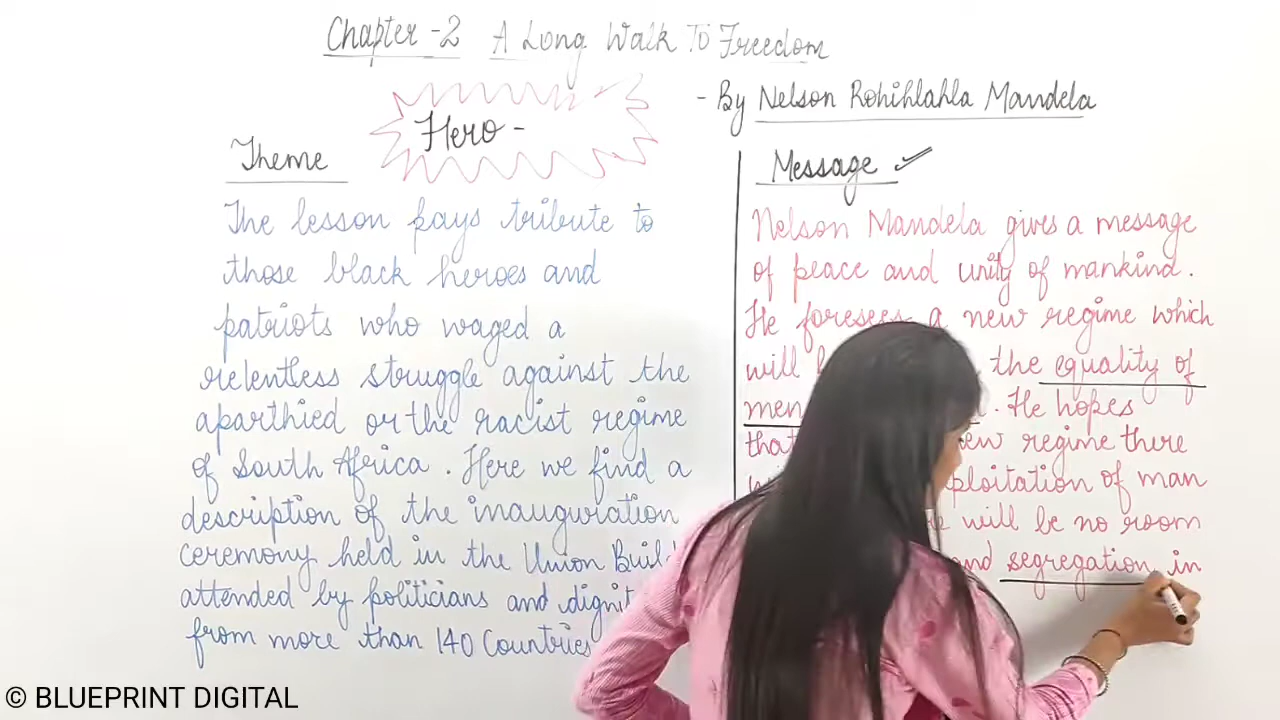 Chapter -2 A Long Walk To Freedom
- By Nelson Rohihlahla Mandela
Hero -
Theme
The lesson pays tribute to
those black heroes and
patriots who waged a
relentless struggle against the
aparthied or the racist regime
of South Africa. Here we find a
description of the inauguration
ceremony held in the Union
attended by politicians and
from more than 140 Countries
Message ✓
Nelson Mandela gives a message
of peace and unity of mankind.
He foresees a new regime which
will the equality of
men . He hopes
that regime there
of man
will be no room
and segregation in
© BLUEPRINT DIGITAL